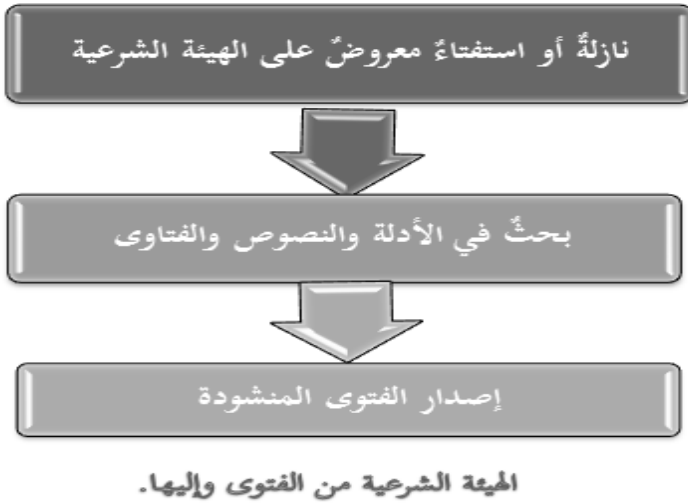 نازلةٌ أو استفتاءٌ معروضٌ على الهيئة الشرعية
بحثٌ في الأدلة والنصوص والفتاوى
إصدار الفتوى المنشودة
الهيئة الشرعية من الفتوى وإليها.